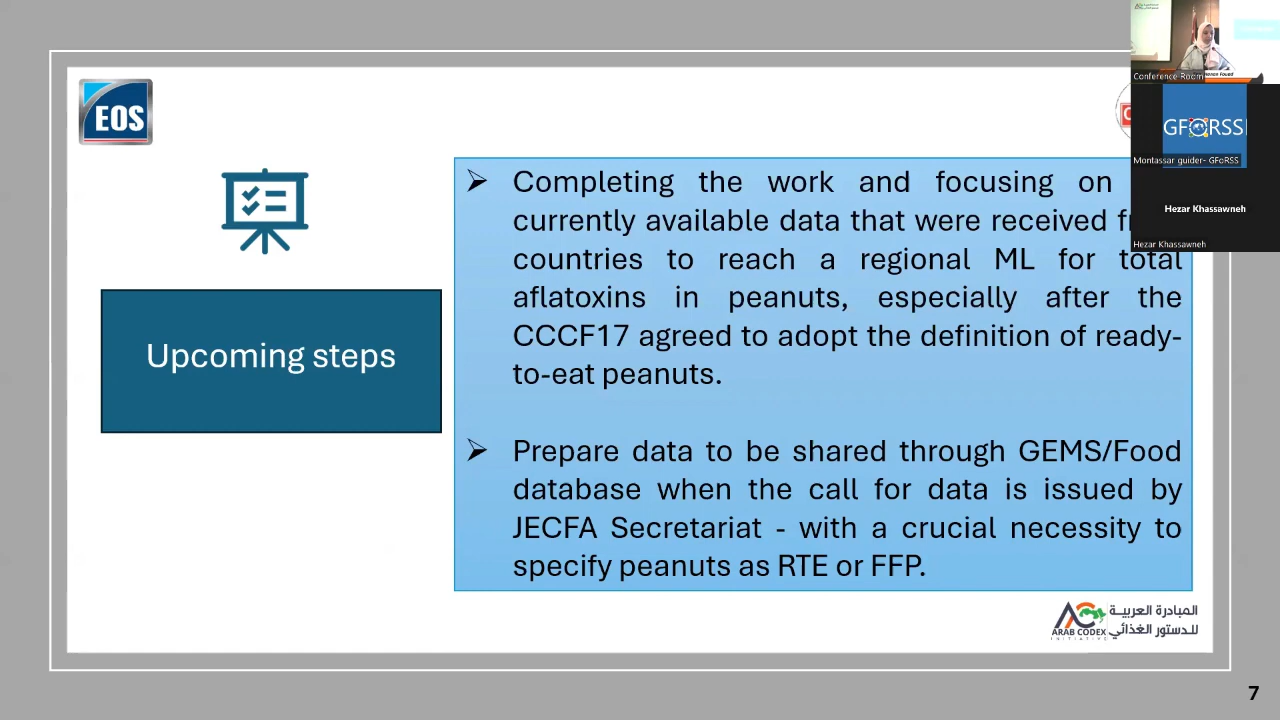 EOS
Upcoming steps
Completing the work and focusing on
currently available data that were received
countries to reach a regional ML for total
aflatoxins in peanuts, especially after the
CCCF17 agreed to adopt the definition of ready-
to-eat peanuts.
Prepare data to be shared through GEMS/Food
database when the call for data is issued by
JECFA Secretariat - with a crucial necessity to
specify peanuts as RTE or FFP.
ARAB CODEX
INITIATIVE
المبادرة العربيـة
للدستور الغذائي
7
Conference-Room
GFORSS
Montassar guider- GFoRSS
Hezar Khassawneh
Hezar Khassawneh